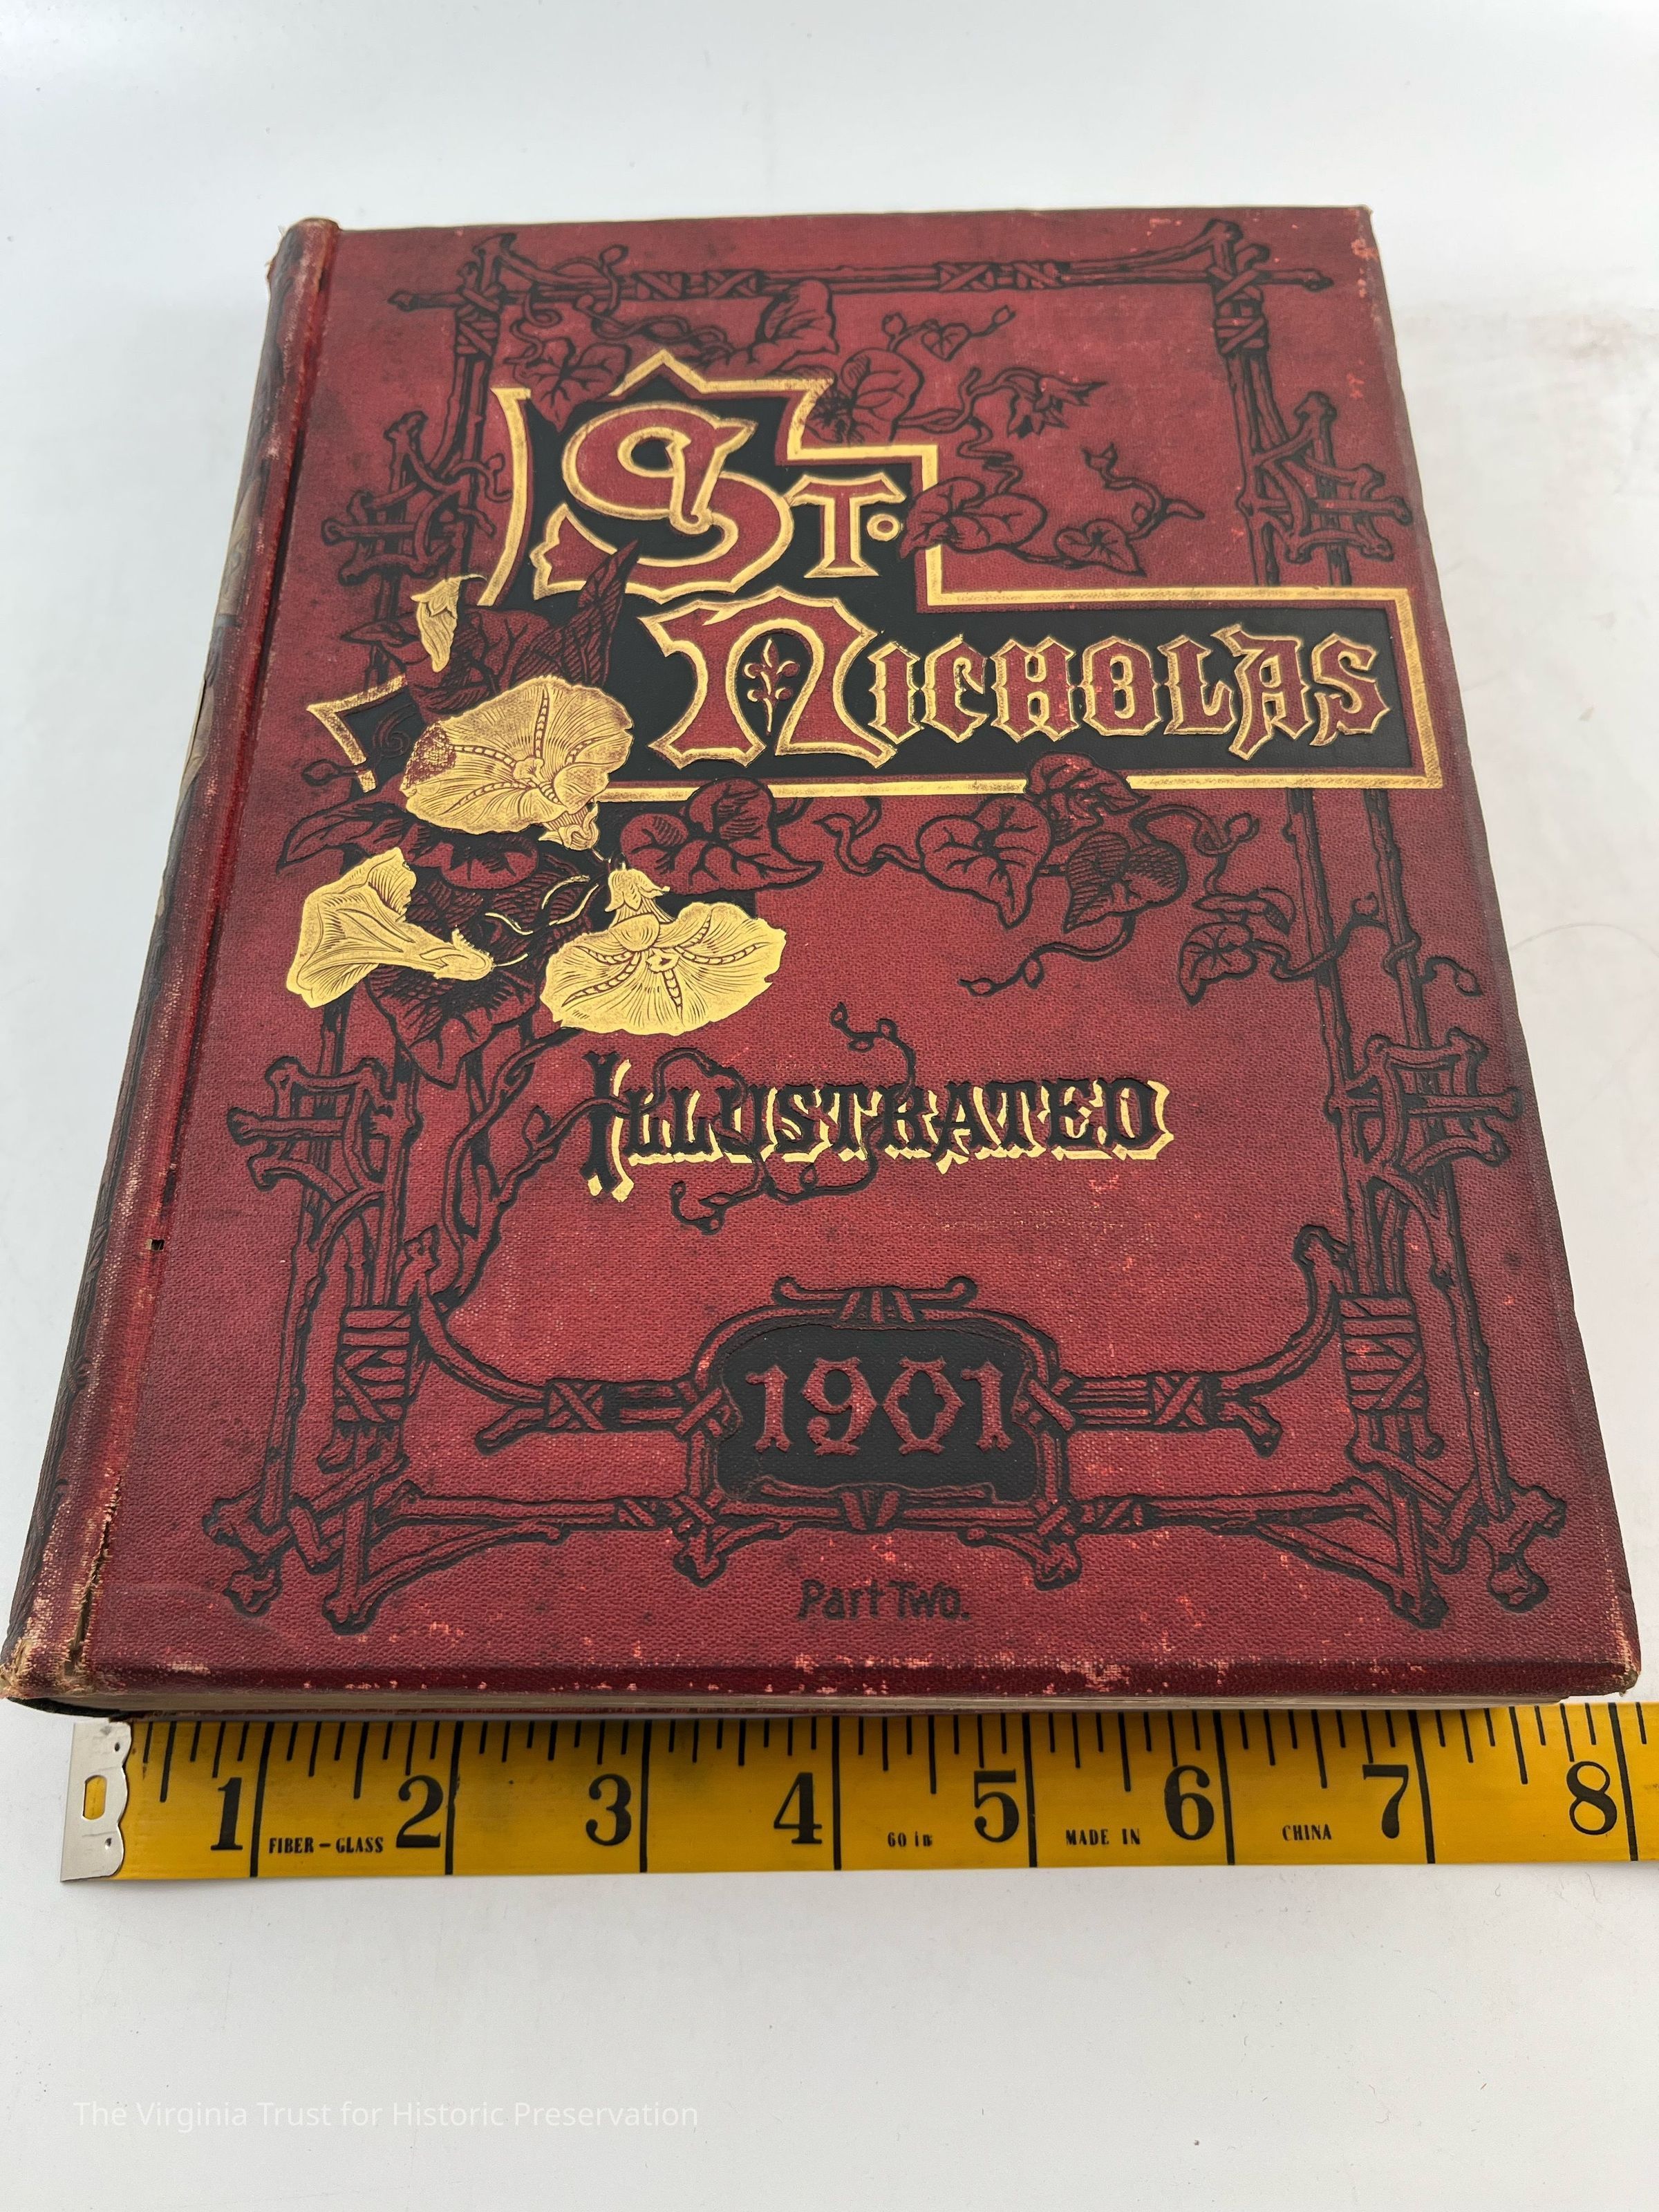 St.
Nicholas
Illustrated
1901
Part Two.
1 2 3 4 5 6 7 8
FIBER-GLASS 60 in MADE IN CHINA
The Virginia Trust for Historic Preservation